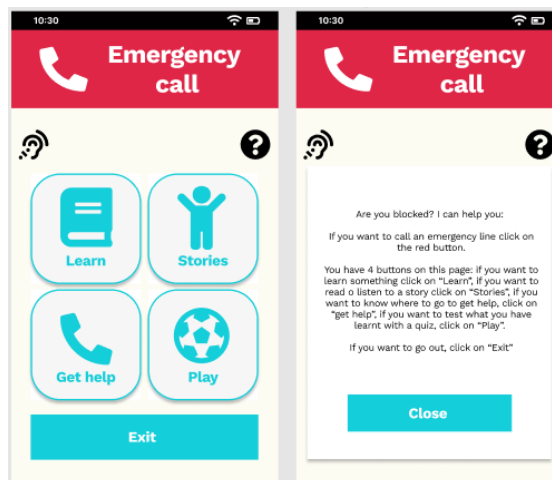 10:30
Emergency
call
Learn
Stories
Get help
Play
Exit
10:30
Emergency
call
Are you blocked? I can help you:
If you want to call an emergency line click on
the red button.
You have 4 buttons on this page: if you want to
learn something click on “Learn”, if you want to
read o listen to a story click on “Stories”, if you
want to know where to go to get help, click on
“get help”, if you want to test what you have
learnt with a quiz, click on “Play”.
If you want to go out, click on “Exit”
Close